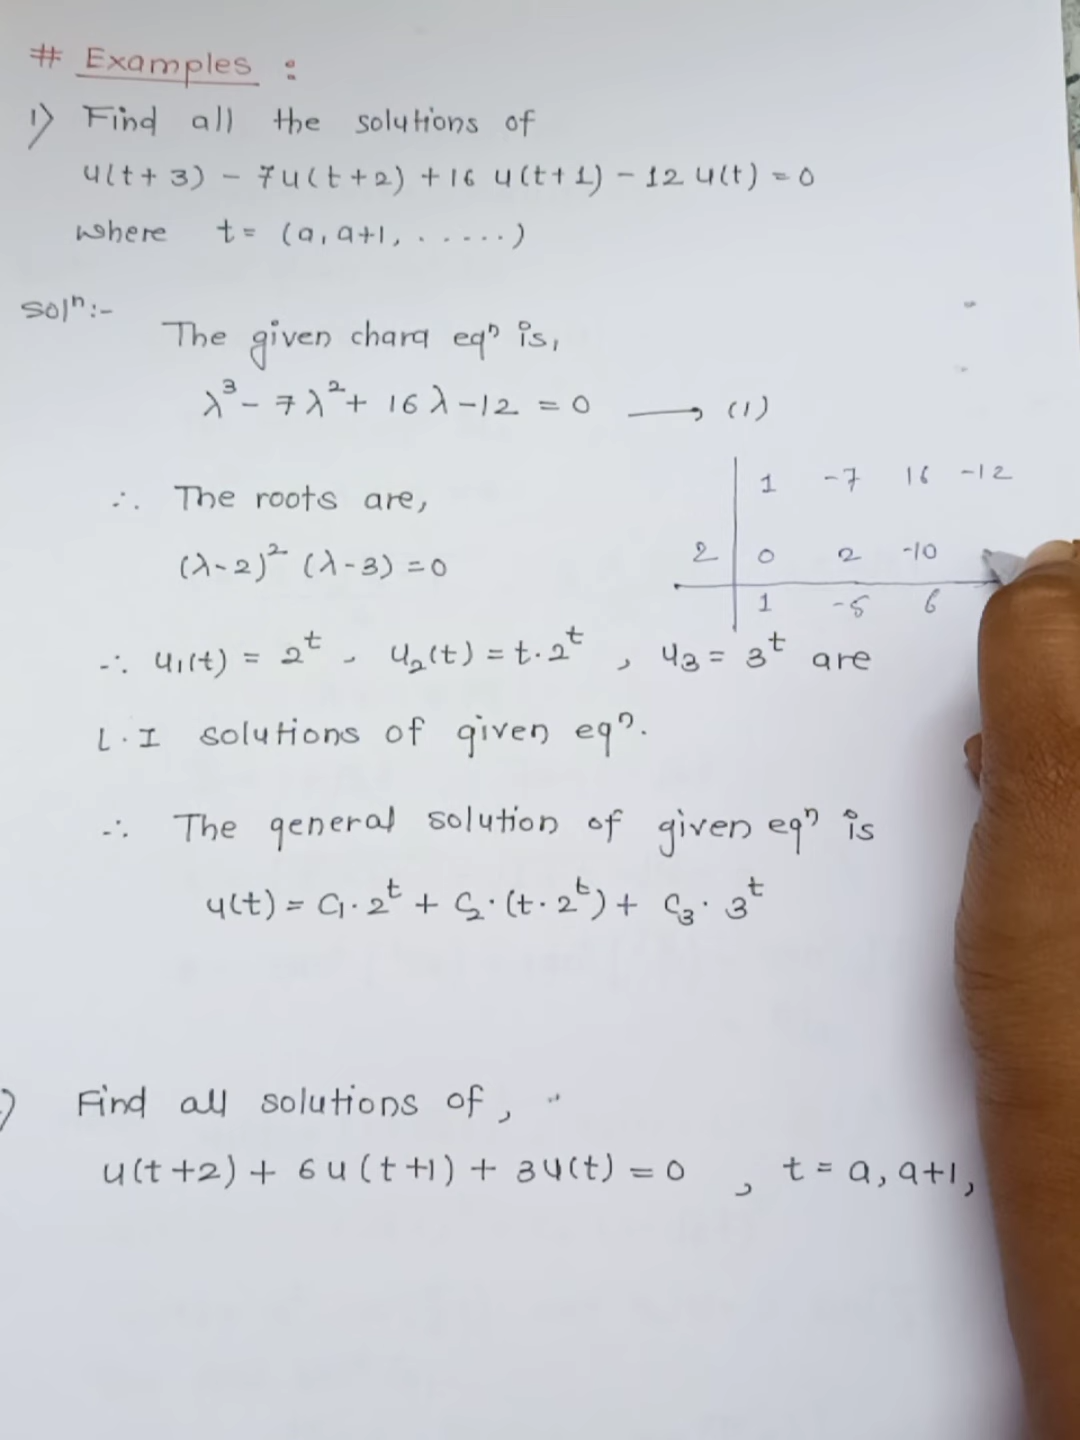 # Examples :
1) Find all the solutions of
u(t+3) - 7u(t+2) + 16 u(t+1) - 12 u(t) = 0
where t = (a, a+1, ......)
Solⁿ:-
The given chara eqⁿ is,
λ³ - 7λ² + 16λ - 12 = 0 ⟶ (1)
∴ The roots are,
(λ-2)² (λ-3) = 0
1 -7 16 -12
2 0 2 -10
1 -5 6
∴ u₁(t) = 2ᵗ , u₂(t) = t·2ᵗ , u₃ = 3ᵗ are
L.I solutions of given eqⁿ.
∴ The general solution of given eqⁿ is
u(t) = C₁·2ᵗ + C₂·(t·2ᵗ) + C₃·3ᵗ
) Find all solutions of,
u(t+2) + 6u(t+1) + 3u(t) = 0 , t = a, a+1,